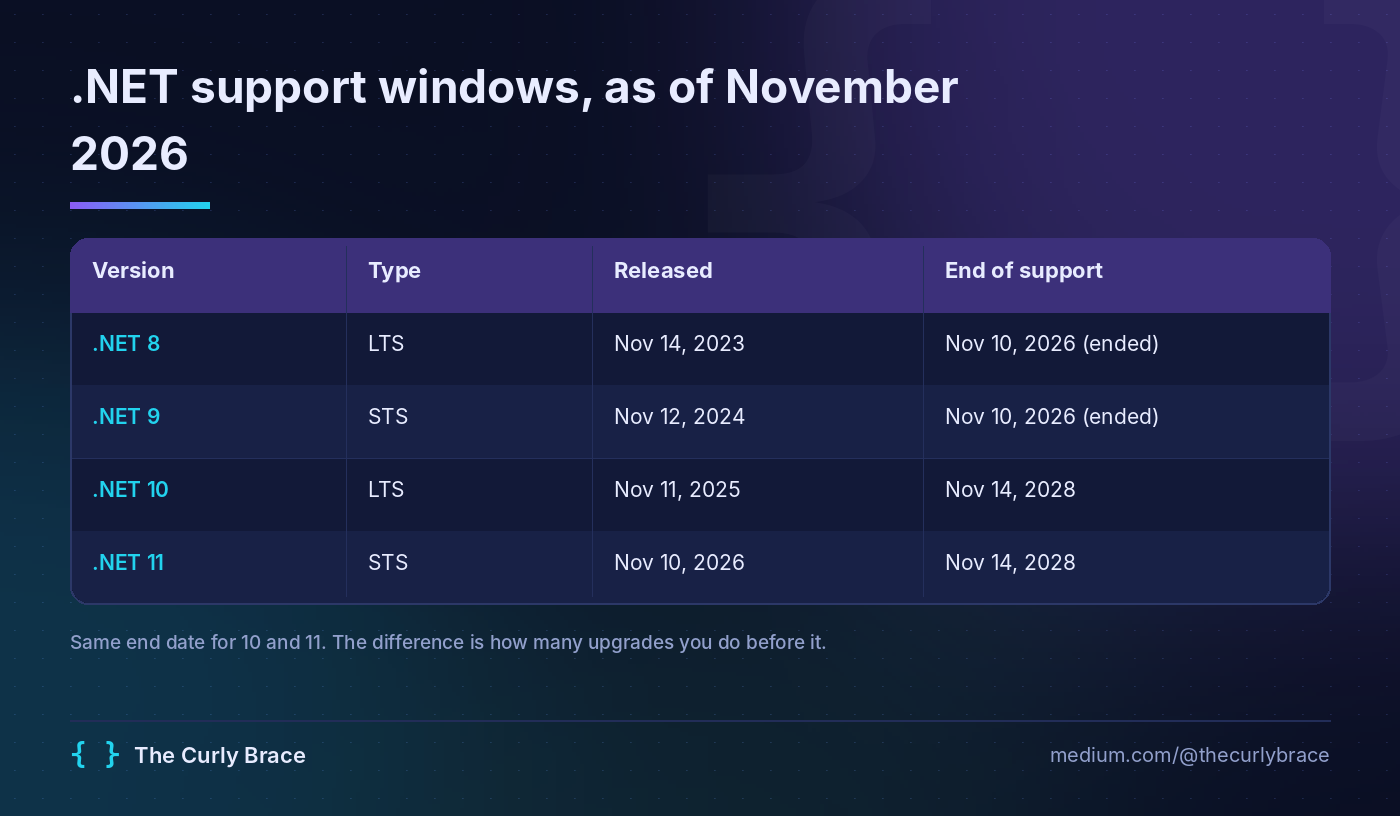 .NET support windows, as of November
2026
Version Type Released End of support
.NET 8 LTS Nov 14, 2023 Nov 10, 2026 (ended)
.NET 9 STS Nov 12, 2024 Nov 10, 2026 (ended)
.NET 10 LTS Nov 11, 2025 Nov 14, 2028
.NET 11 STS Nov 10, 2026 Nov 14, 2028
Same end date for 10 and 11. The difference is how many upgrades you do before it.
{ } The Curly Brace medium.com/@thecurlybrace